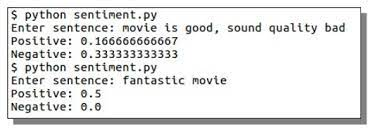 $ python sentiment.py
Enter sentence: movie is good, sound quality bad
Positive: 0.166666666667
Negative: 0.333333333333
$ python sentiment.py
Enter sentence: fantastic movie
Positive: 0.5
Negative: 0.0